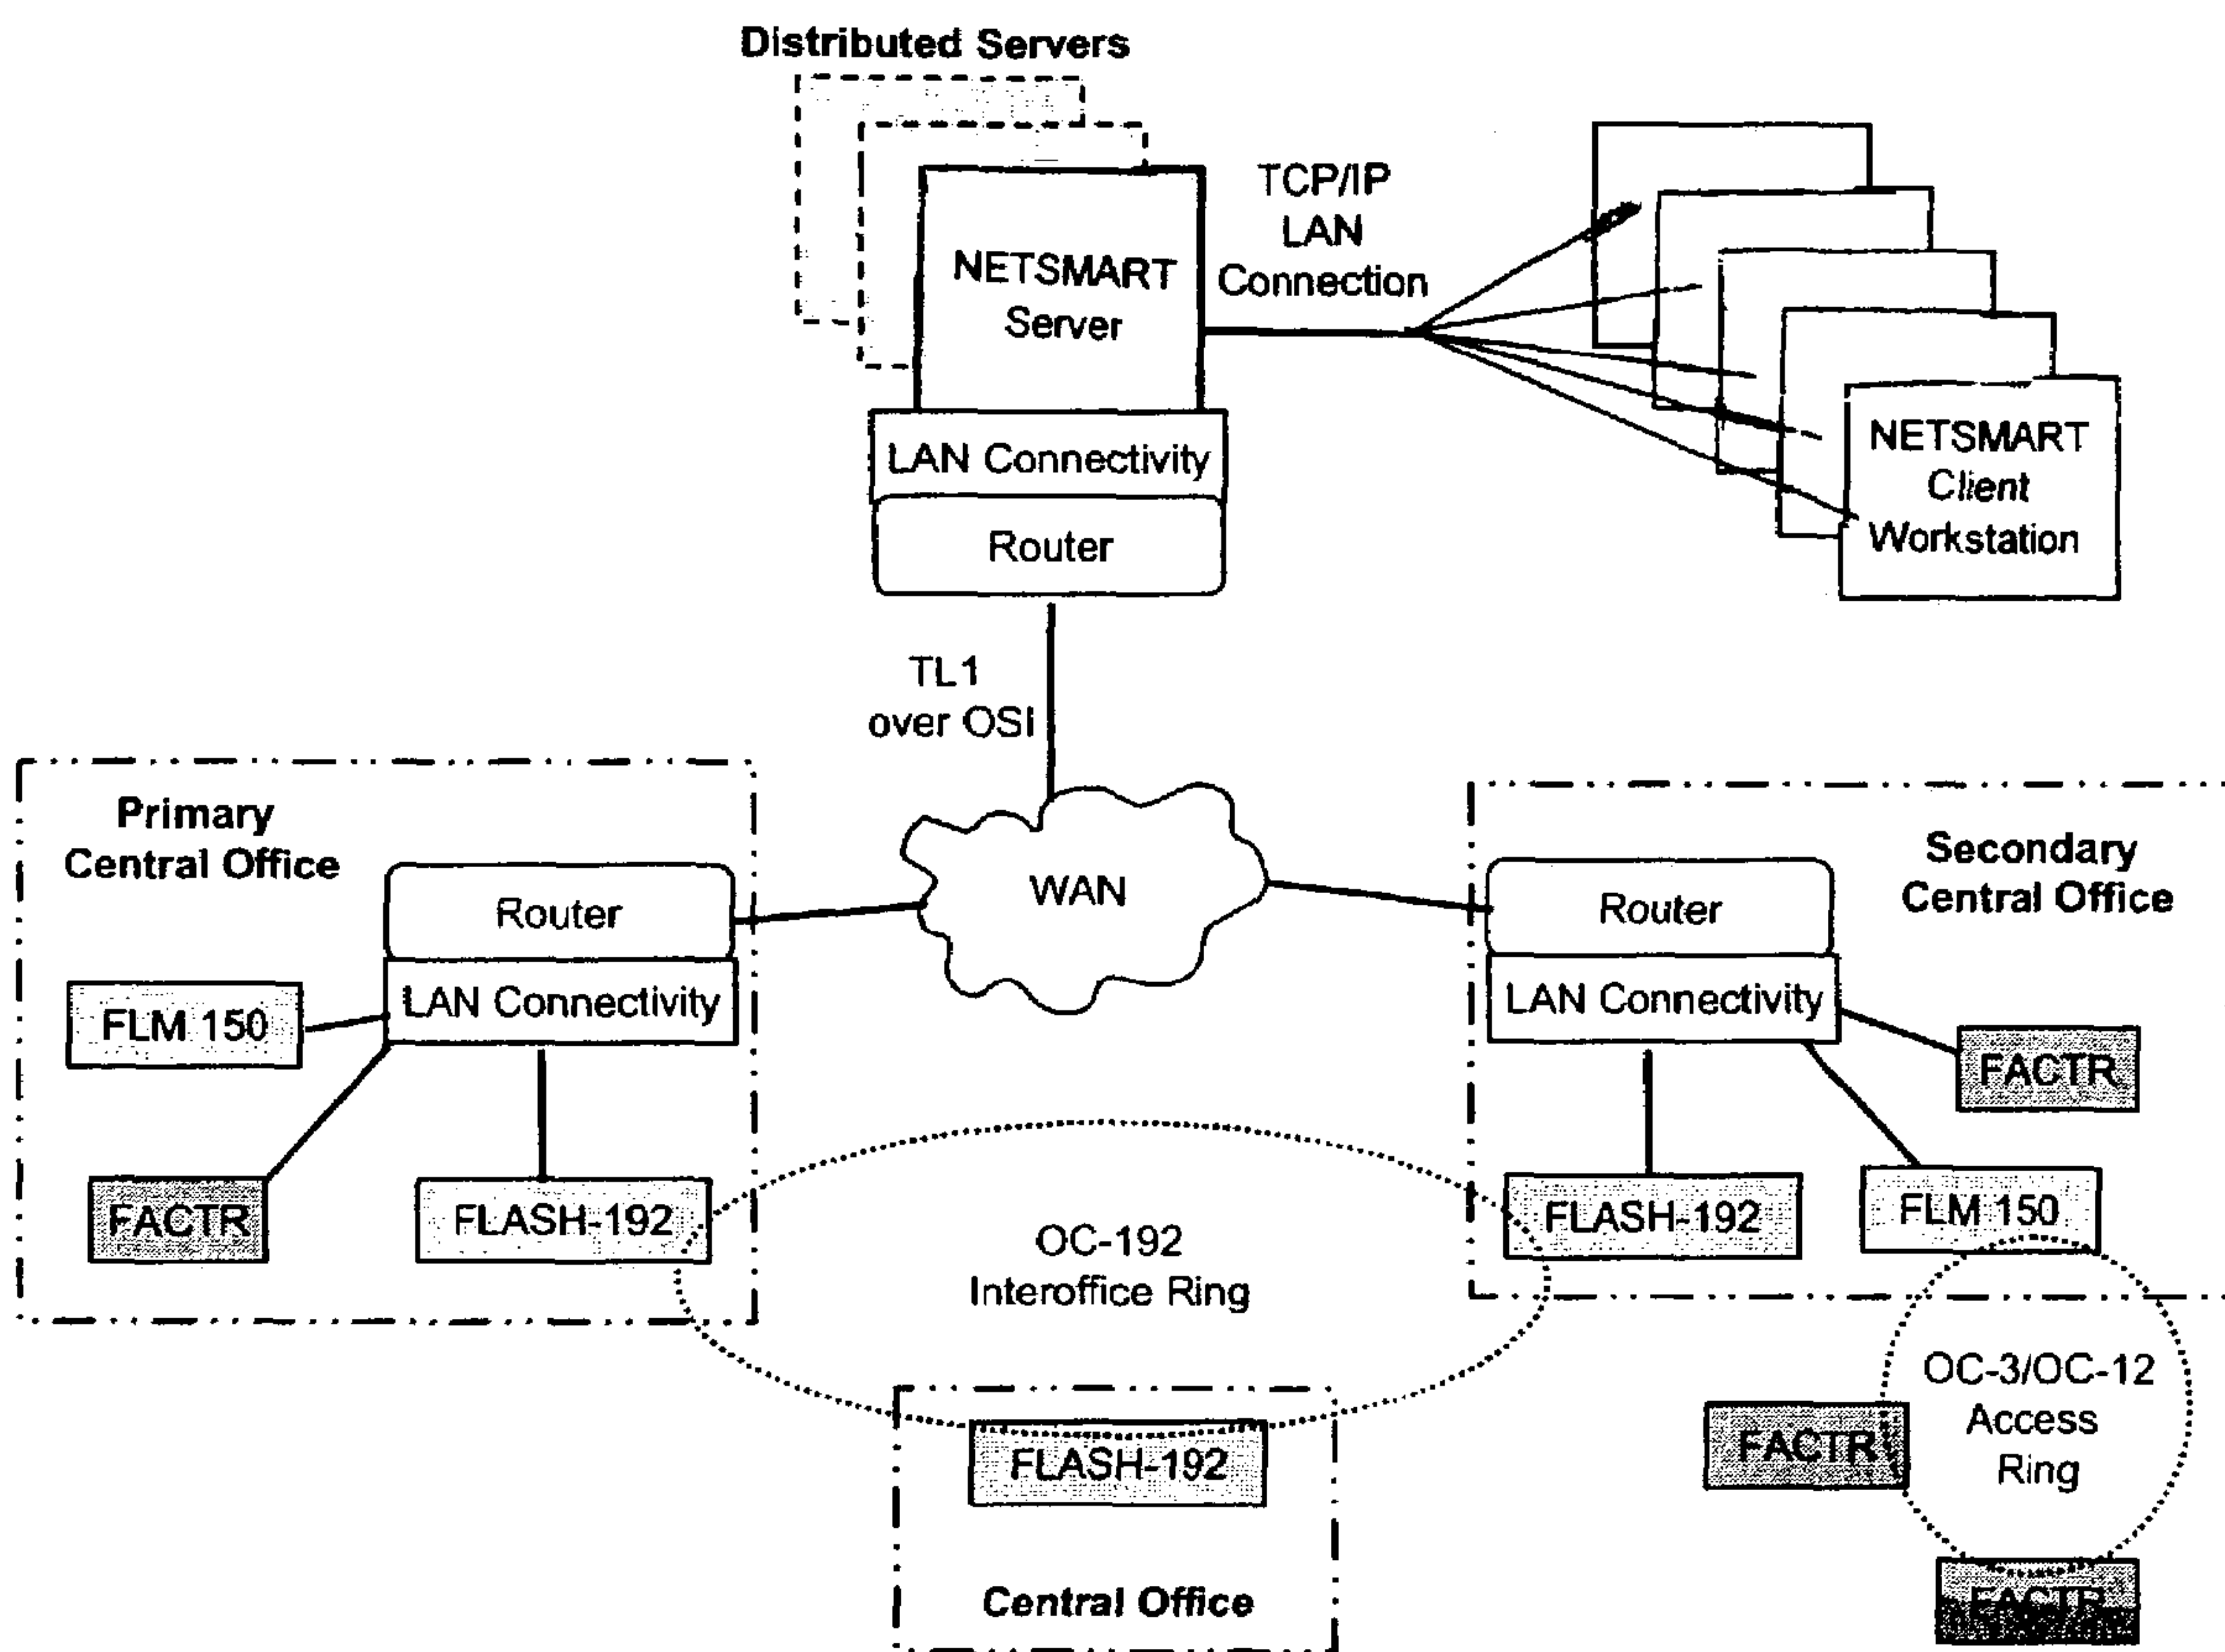 Distributed Servers
NETSMART
Server
TCP/IP
LAN
Connection
NETSMART
Client
Workstation
LAN Connectivity
Router
TL1
over OSI
Primary
Central Office
Router
LAN Connectivity
FLM 150
FACTR
FLASH-192
WAN
Secondary
Central Office
Router
LAN Connectivity
FACTR
FLASH-192
FLM 150
OC-192
Interoffice Ring
OC-3/OC-12
Access
Ring
FACTR
FACTR
FLASH-192
Central Office